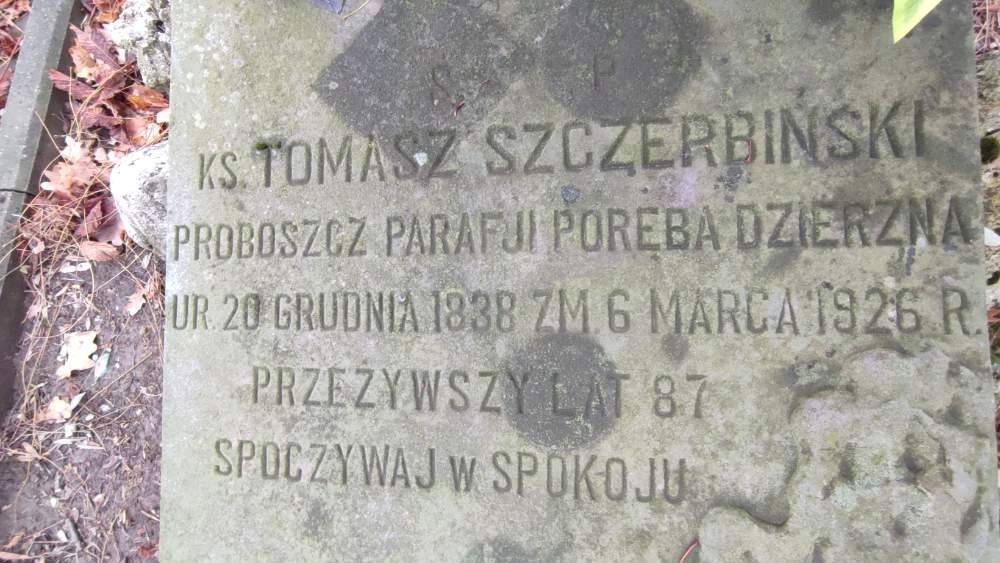 Ś P
KS. TOMASZ SZCZERBIŃSKI
PROBOSZCZ PARAFJI PORĘBA DZIERŻNA
UR. 20 GRUDNIA 1838 ZM. 6 MARCA 1926 R.
PRZEŻYWSZY LAT 87
SPOCZYWAJ W SPOKOJU